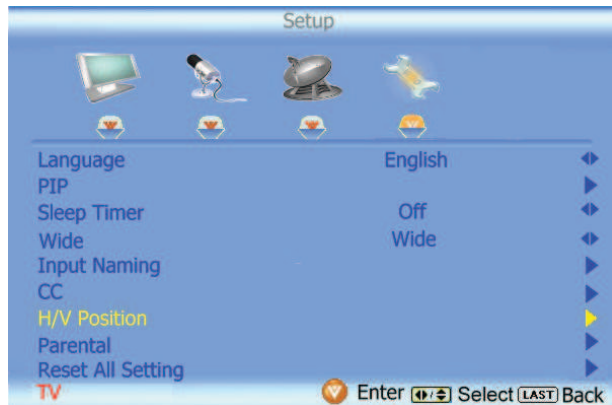 Setup
Language English
PIP
Sleep Timer Off
Wide Wide
Input Naming
CC
H/V Position
Parental
Reset All Setting
TV Enter Select LAST Back